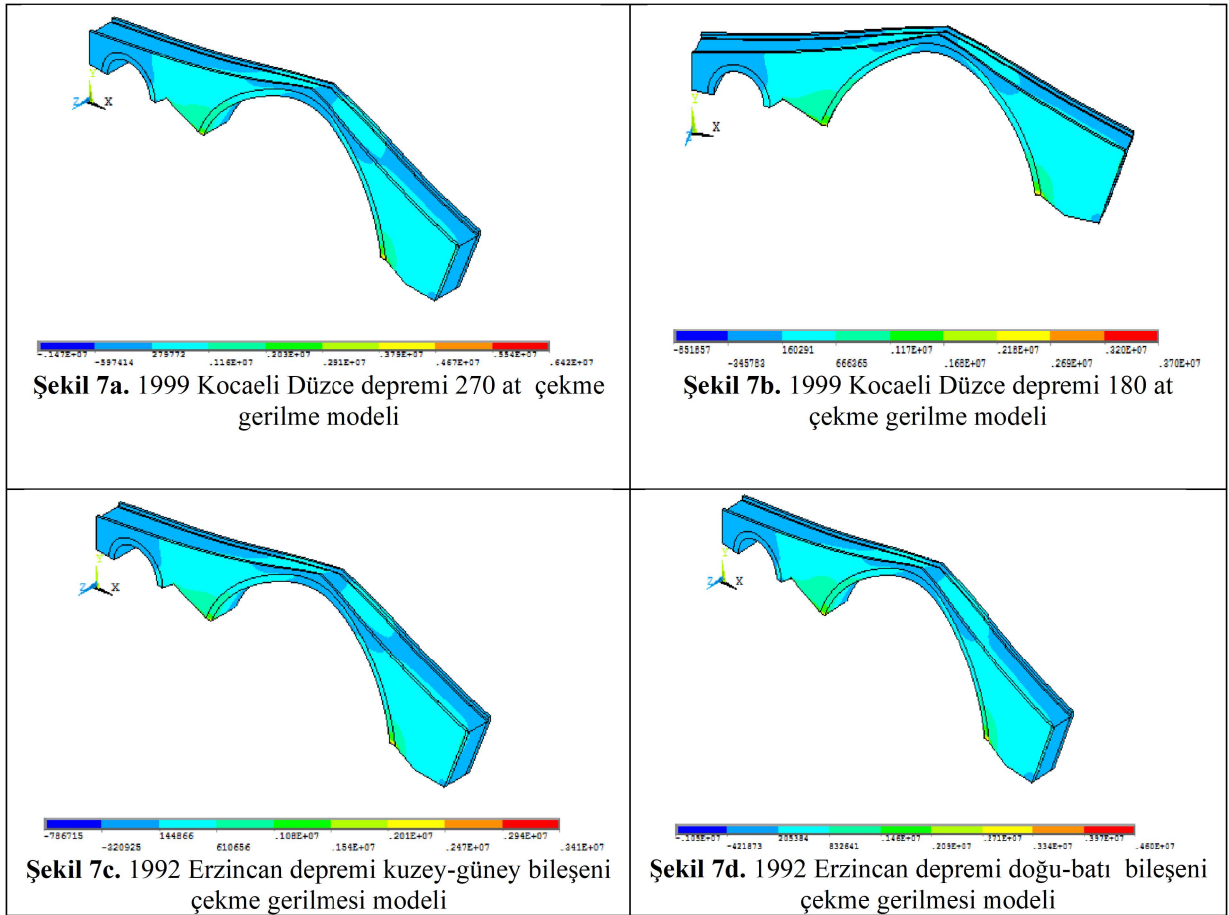 Y
Z X
-.147E+07 279772 .203E+07 .379E+07 .554E+07
-597414 .116E+07 .291E+07 .467E+07 .642E+07
Şekil 7a. 1999 Kocaeli Düzce depremi 270 at çekme
gerilme modeli
Y
Z X
-851857 160291 .117E+07 .218E+07 .320E+07
-345783 666365 .168E+07 .269E+07 .370E+07
Şekil 7b. 1999 Kocaeli Düzce depremi 180 at
çekme gerilme modeli
Y
Z X
-786715 144866 .108E+07 .201E+07 .294E+07
-320925 610656 .154E+07 .247E+07 .341E+07
Şekil 7c. 1992 Erzincan depremi kuzey-güney bileşeni
çekme gerilmesi modeli
Y
Z X
-.105E+07 205384 .146E+07 .271E+07 .397E+07
-421873 832641 .209E+07 .334E+07 .460E+07
Şekil 7d. 1992 Erzincan depremi doğu-batı bileşeni
çekme gerilmesi modeli